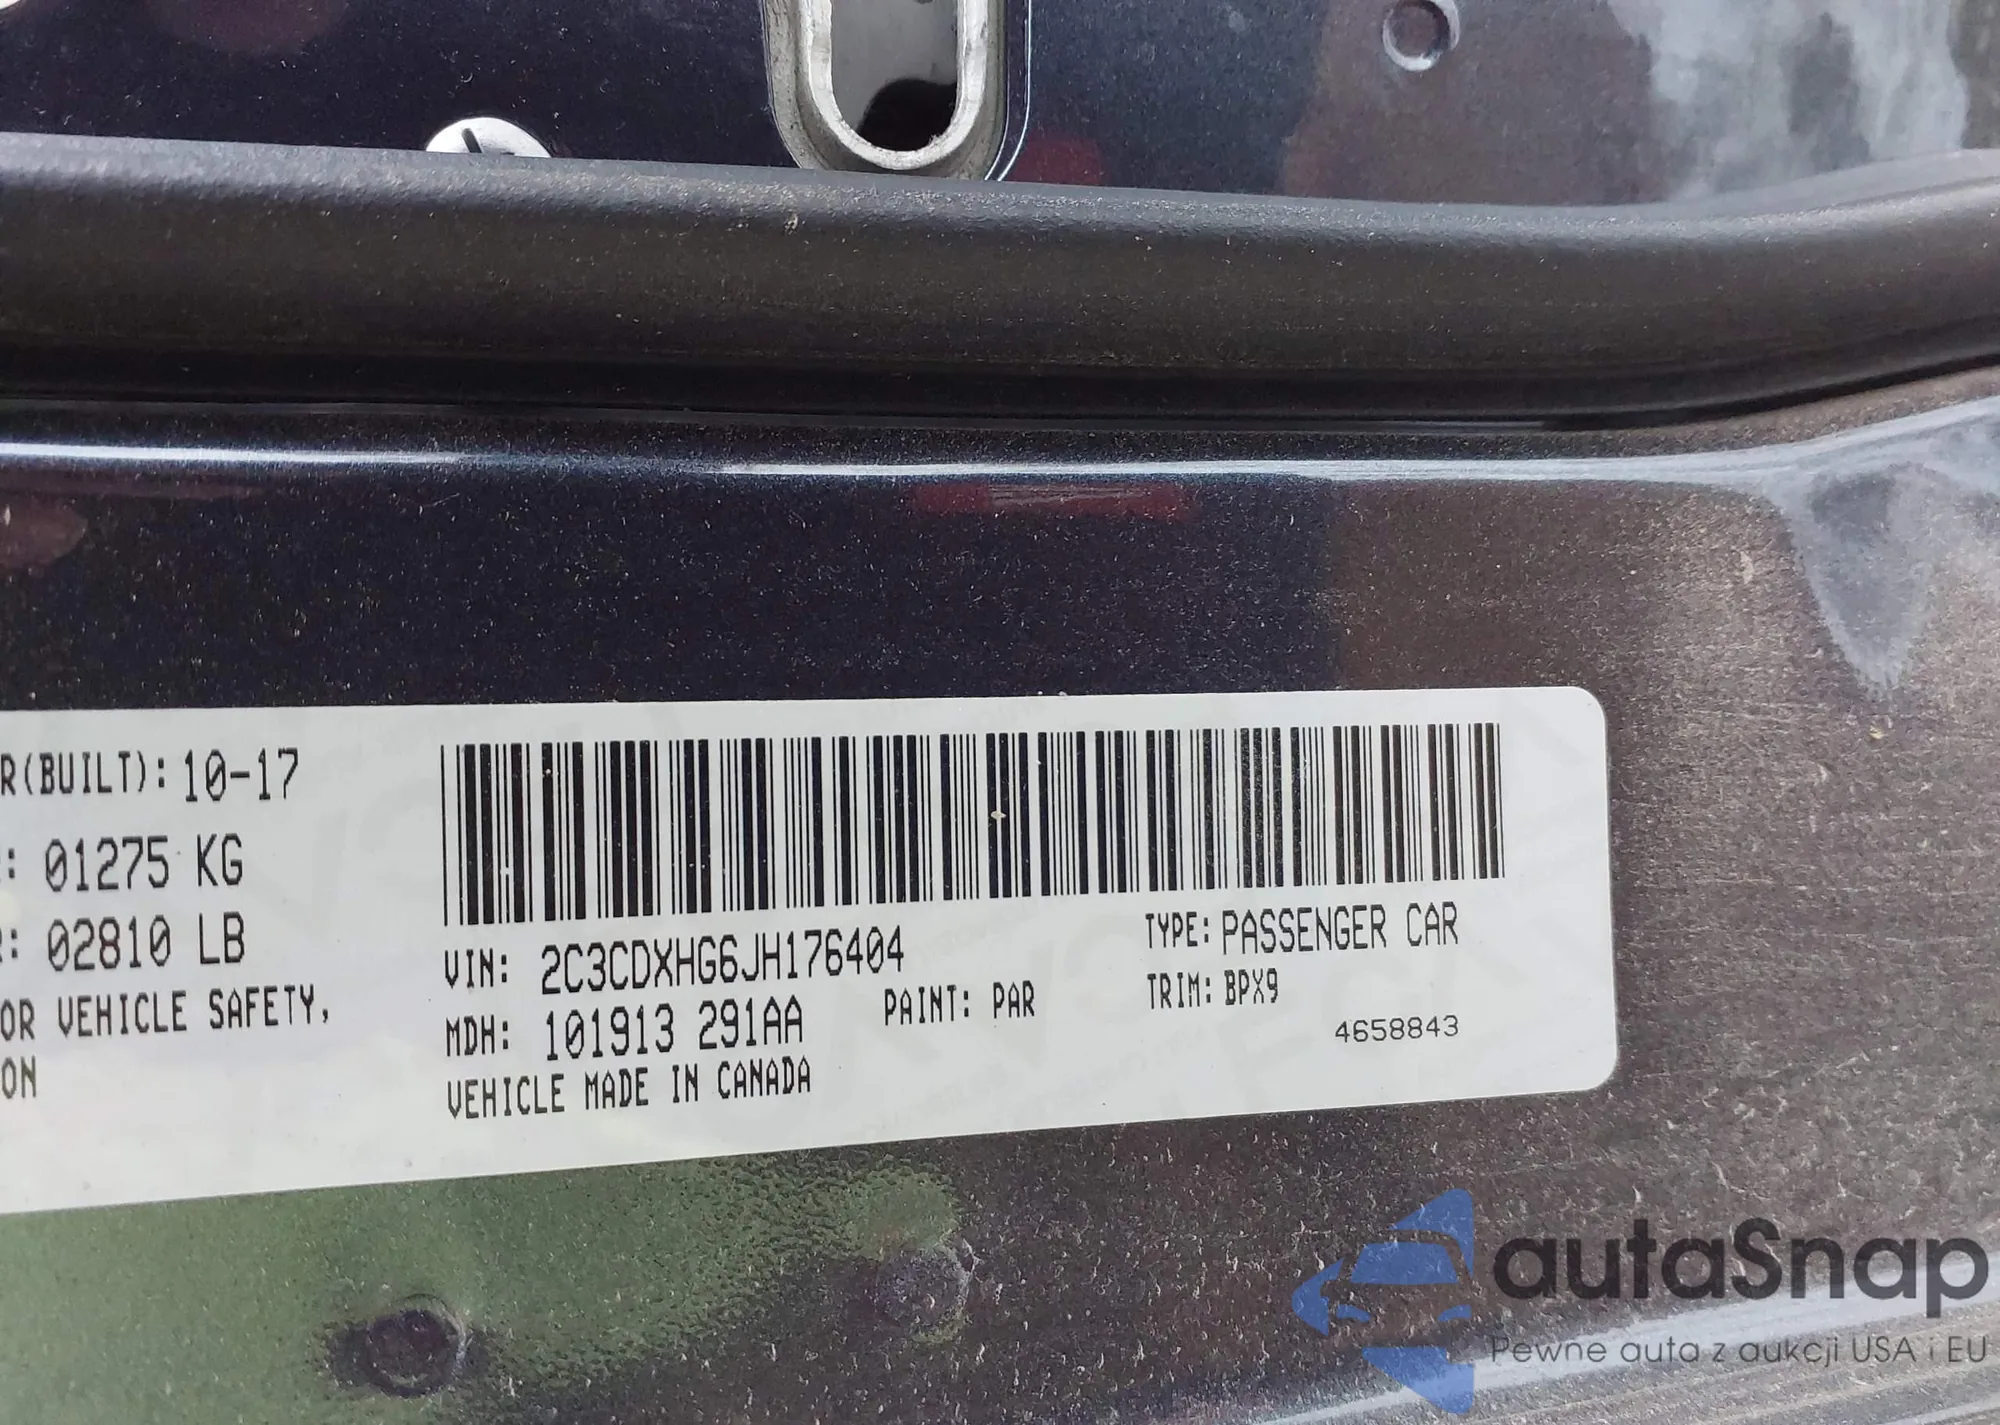 R(BUILT): 10-17
: 01275 KG
: 02810 LB
OR VEHICLE SAFETY,
ON
VIN: 2C3CDXHG6JH176404
MDH: 101913 291AA
PAINT: PAR
VEHICLE MADE IN CANADA
TYPE: PASSENGER CAR
TRIM: BPX9
4658843
autaSnap
Pewne auta z aukcji USA i EU